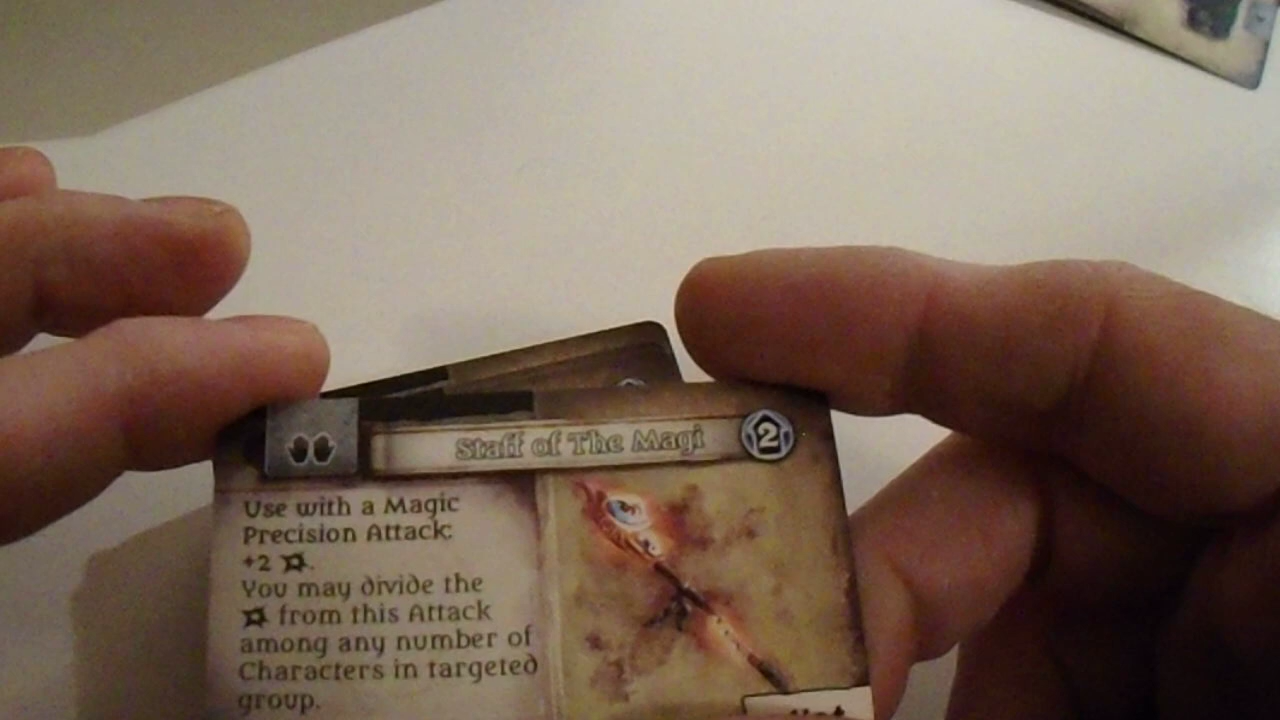 Staff of The Magi
2
Use with a Magic
Precision Attack:
+2
You may divide the
from this Attack
among any number of
Characters in targeted
group.